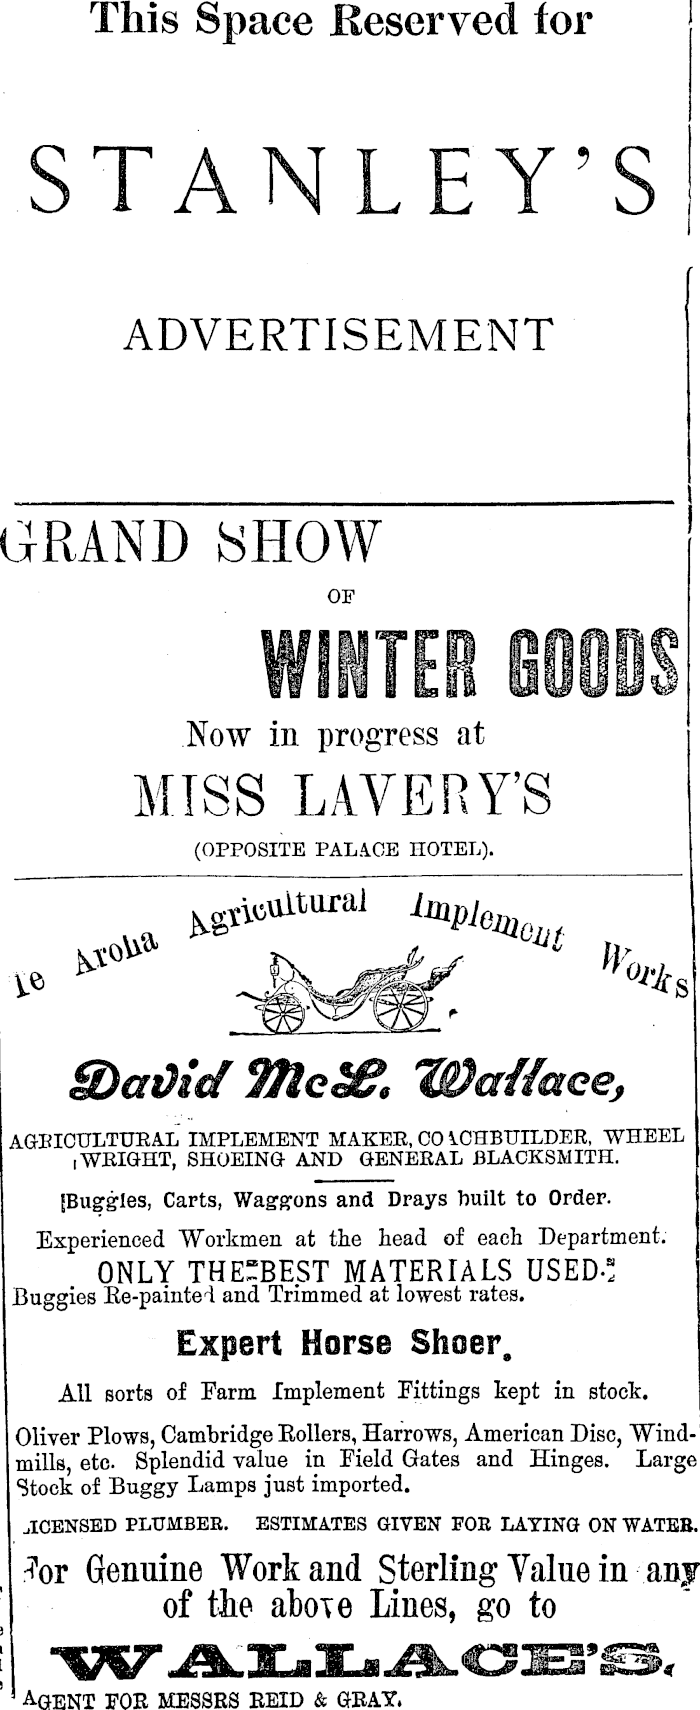 This Space Reserved for
STANLEY'S
ADVERTISEMENT
GRAND SHOW
OF
WINTER GOODS
Now in progress at
MISS LAVERY'S
(OPPOSITE PALACE HOTEL).
Te Aroha Agricultural Implement Works
David McL. Wallace,
AGRICULTURAL IMPLEMENT MAKER, COACHBUILDER, WHEEL
WRIGHT, SHOEING AND GENERAL BLACKSMITH.
Buggies, Carts, Waggons and Drays built to Order.
Experienced Workmen at the head of each Department.
ONLY THE BEST MATERIALS USED.
Buggies Re-painted and Trimmed at lowest rates.
Expert Horse Shoer.
All sorts of Farm Implement Fittings kept in stock.
Oliver Plows, Cambridge Rollers, Harrows, American Disc, Wind-
mills, etc. Splendid value in Field Gates and Hinges. Large
Stock of Buggy Lamps just imported.
LICENSED PLUMBER. ESTIMATES GIVEN FOR LAYING ON WATER.
For Genuine Work and Sterling Value in any
of the above Lines, go to
WALLACE'S.
AGENT FOR MESSRS REID & GRAY.